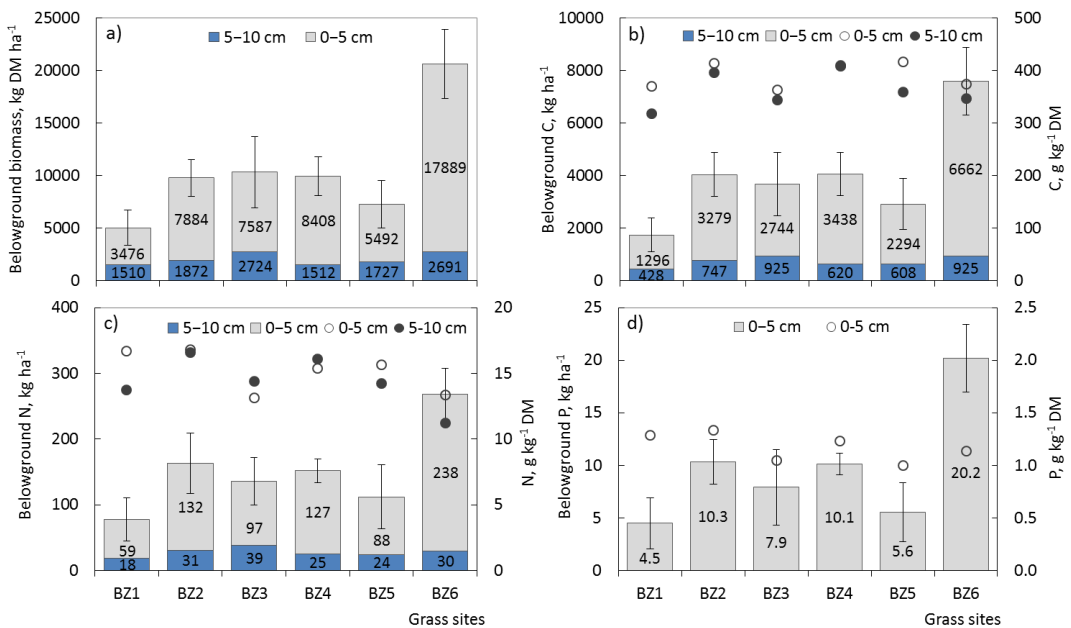 a)
5–10 cm 0–5 cm
Belowground biomass, kg DM ha-1
25000
20000
15000
10000
5000
0
3476 7884 7587 8408 5492 17889
1510 1872 2724 1512 1727 2691
b)
5–10 cm 0–5 cm 0-5 cm 5-10 cm
Belowground C, kg ha-1
10000
8000
6000
4000
2000
0
1296 3279 2744 3438 2294 6662
428 747 925 620 608 925
500
400
300
200
100
0
C, g kg-1 DM
c)
5–10 cm 0–5 cm 0-5 cm 5-10 cm
Belowground N, kg ha-1
400
300
200
100
0
59 132 97 127 88 238
18 31 39 25 24 30
20
15
10
5
0
N, g kg-1 DM
BZ1 BZ2 BZ3 BZ4 BZ5 BZ6
Grass sites
d)
0–5 cm 0-5 cm
Belowground P, kg ha-1
25
20
15
10
5
0
4.5 10.3 7.9 10.1 5.6 20.2
2.5
2.0
1.5
1.0
0.5
0.0
P, g kg-1 DM
BZ1 BZ2 BZ3 BZ4 BZ5 BZ6
Grass sites